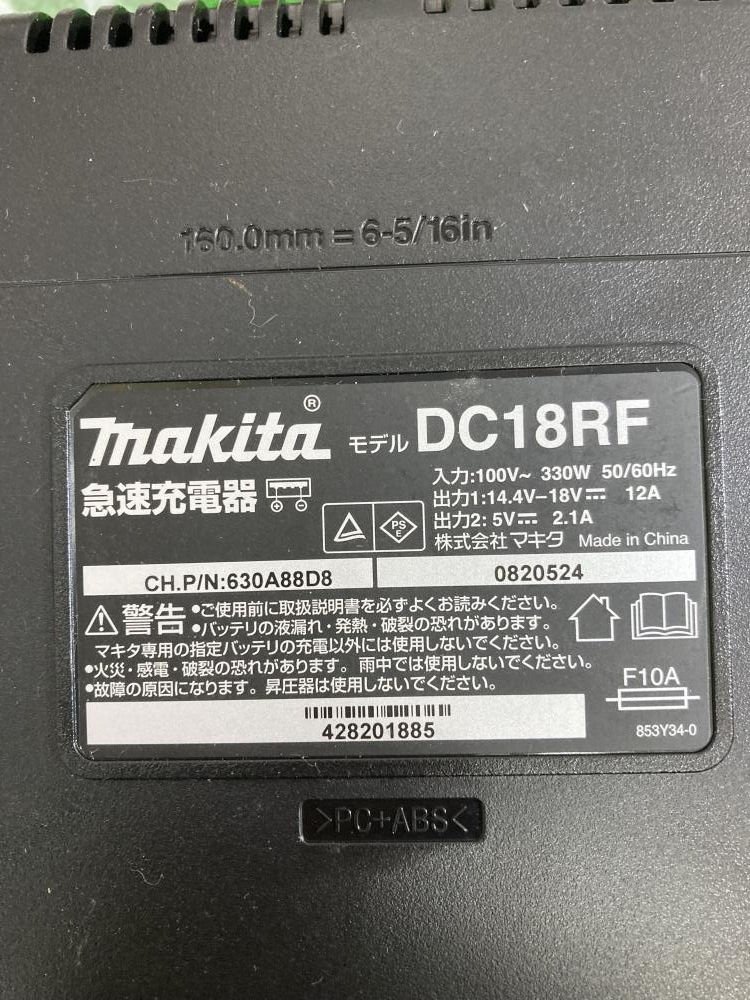 160.0mm = 6-5/16in
makita® モデル DC18RF
急速充電器
入力:100V~ 330W 50/60Hz
出力1:14.4V-18V⎓ 12A
出力2: 5V⎓ 2.1A
PS
E
株式会社マキタ Made in China
CH.P/N:630A88D8
0820524
⚠警告 •ご使用前に取扱説明書を必ずよくお読みください。
•バッテリの液漏れ・発熱・破裂の恐れがあります。
マキタ専用の指定バッテリの充電以外には使用しないでください。
•火災・感電・破裂の恐れがあります。雨中では使用しないでください。
•故障の原因になります。昇圧器は使用しないでください。
F10A
428201885
853Y34-0
>PC+ABS<